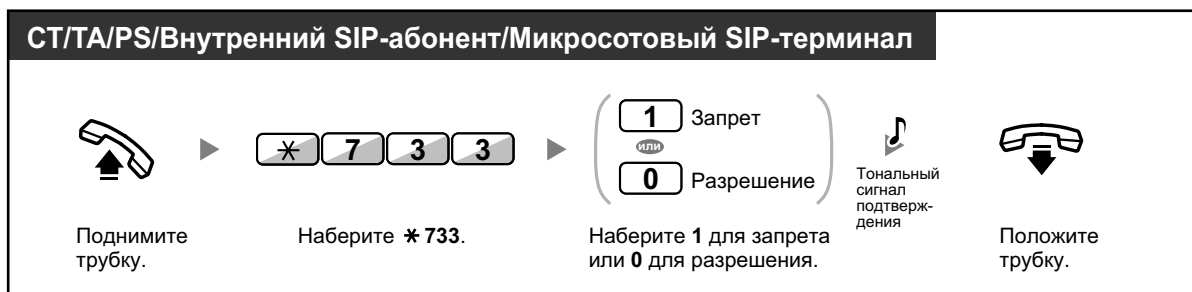 СТ/ТА/PS/Внутренний SIP-абонент/Микросотовый SIP-терминал
1 Запрет
или
0 Разрешение
* 7 3 3
Тональный
сигнал
подтверж-
дения
Поднимите
трубку.
Наберите * 733.
Наберите 1 для запрета
или 0 для разрешения.
Положите
трубку.